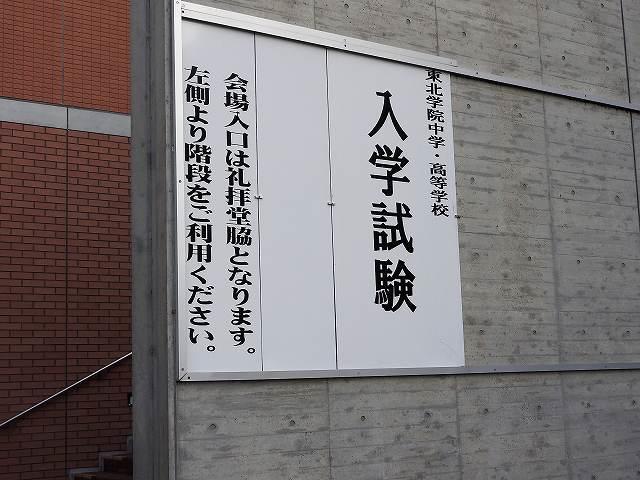 東北学院中学・高等学校
入学試験
会場入口は礼拝堂脇となります。
左側より階段をご利用ください。